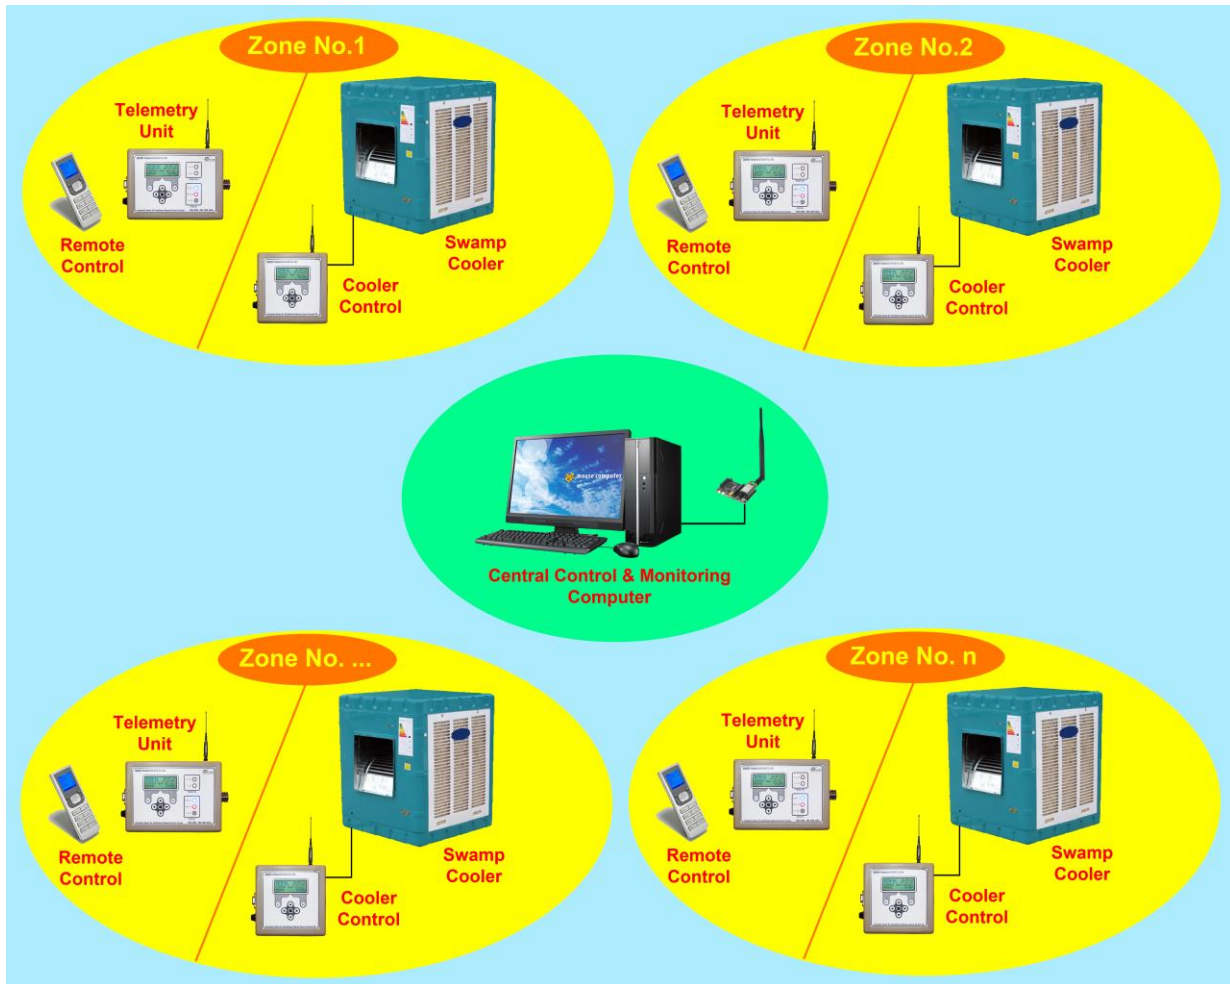 Zone No.1
Telemetry
Unit
Remote
Control
Swamp
Cooler
Cooler
Control
Zone No.2
Telemetry
Unit
Remote
Control
Swamp
Cooler
Cooler
Control
mouse computer
Central Control & Monitoring
Computer
Zone No. ...
Telemetry
Unit
Remote
Control
Swamp
Cooler
Cooler
Control
Zone No. n
Telemetry
Unit
Remote
Control
Swamp
Cooler
Cooler
Control